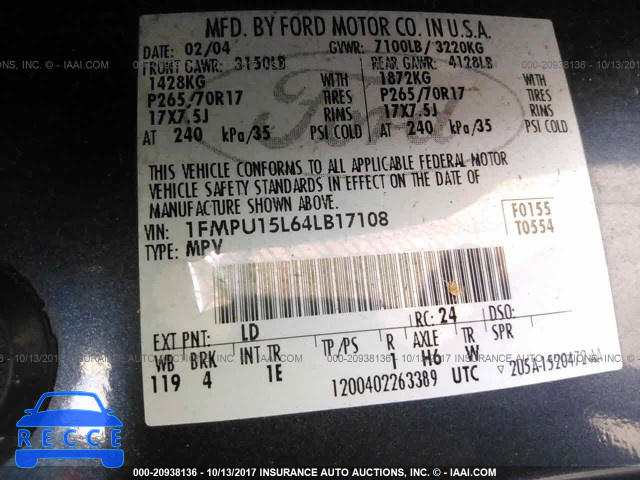 MFD. BY FORD MOTOR CO. IN U.S.A.
DATE: 02/04 GVWR: 7100LB/3220KG
FRONT GAWR: 3150LB REAR GAWR: 4128LB
1428KG WITH 1872KG WITH
P265/70R17 TIRES P265/70R17 TIRES
17X7.5J RIMS 17X7.5J RIMS
AT 240 kPa/35 PSI COLD AT 240 kPa/35 PSI COLD
Ford
THIS VEHICLE CONFORMS TO ALL APPLICABLE FEDERAL MOTOR
VEHICLE SAFETY STANDARDS IN EFFECT ON THE DATE OF
MANUFACTURE SHOWN ABOVE.
VIN: 1FMPU15L64LB17108
TYPE: MPV
F0155
T0554
EXT PNT: LD RC: 24 DSO:
WB BRK INT TR TP/PS R AXLE TR SPR
119 4 1E 1 H6 W
1200402263389 UTC
RECCE
000-20938136 - 10/13/2017 INSURANCE AUTO AUCTIONS, INC. - © IAAI.COM